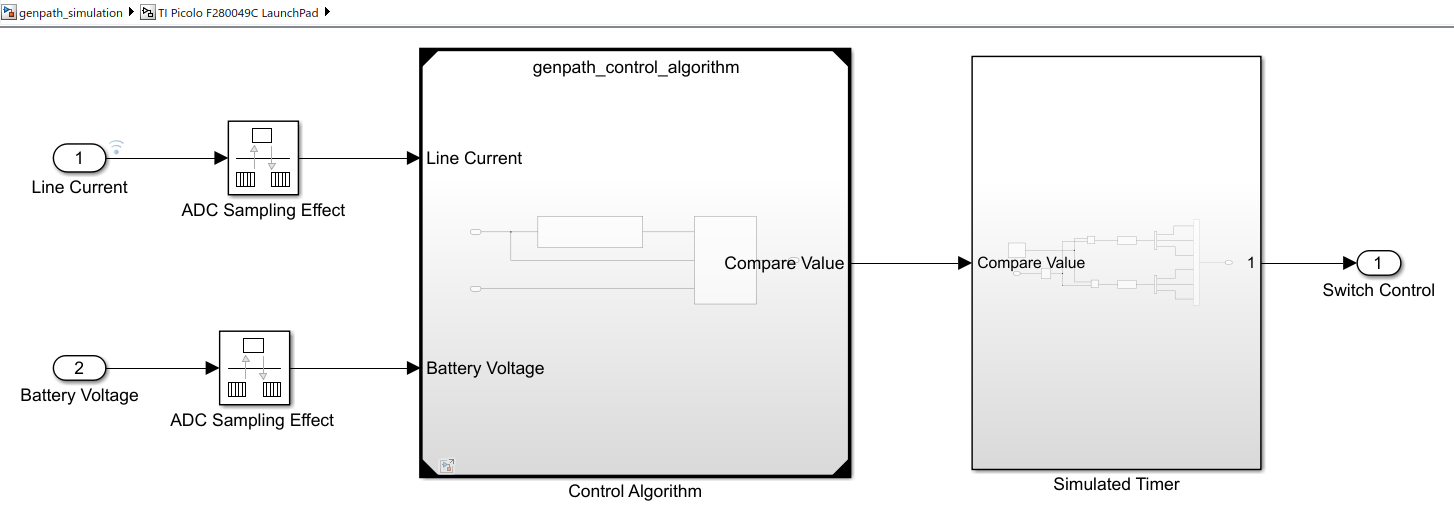 genpath_simulation TI Picolo F280049C LaunchPad
genpath_control_algorithm
1
Line Current
ADC Sampling Effect
Line Current
Compare Value
Compare Value
1
1
Switch Control
2
Battery Voltage
ADC Sampling Effect
Battery Voltage
Control Algorithm
Simulated Timer